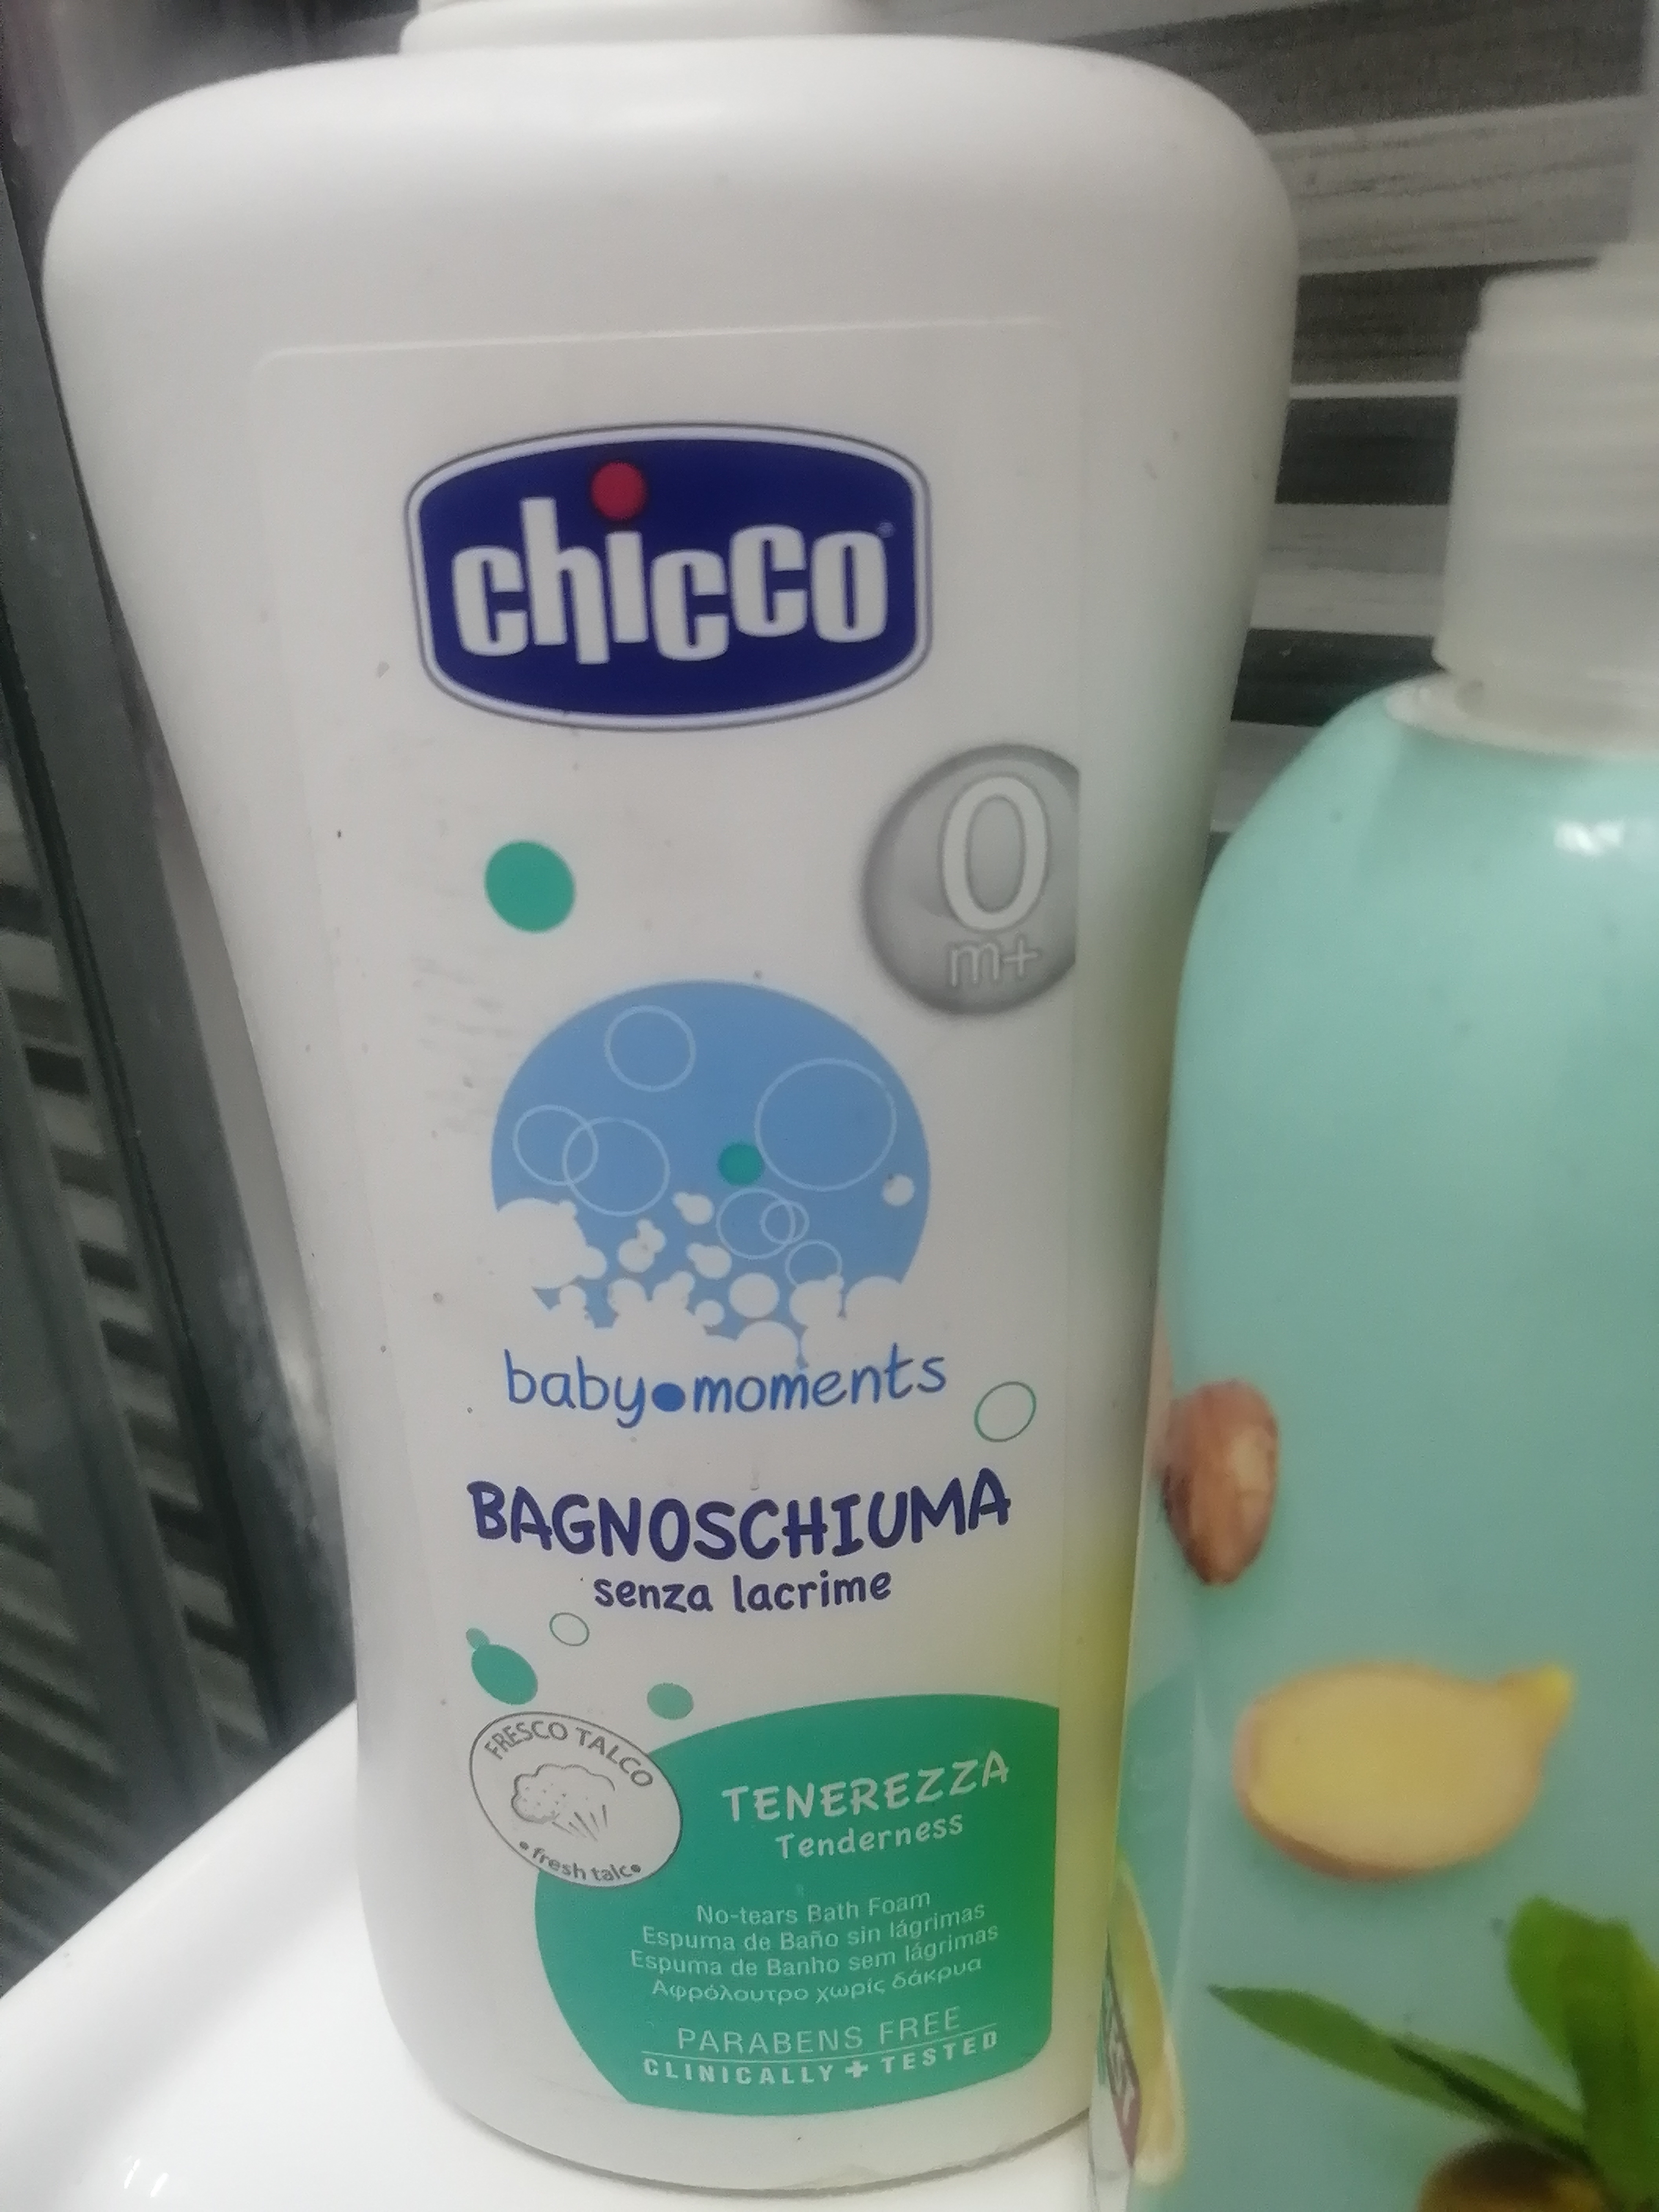 chicco
0
m+
baby•moments
BAGNOSCHIUMA
senza lacrime
FRESCO TALCO
•fresh talc•
TENEREZZA
Tenderness
No-tears Bath Foam
Espuma de Baño sin lágrimas
Espuma de Banho sem lágrimas
Αφρόλουτρο χωρίς δάκρυα
PARABENS FREE
CLINICALLY + TESTED